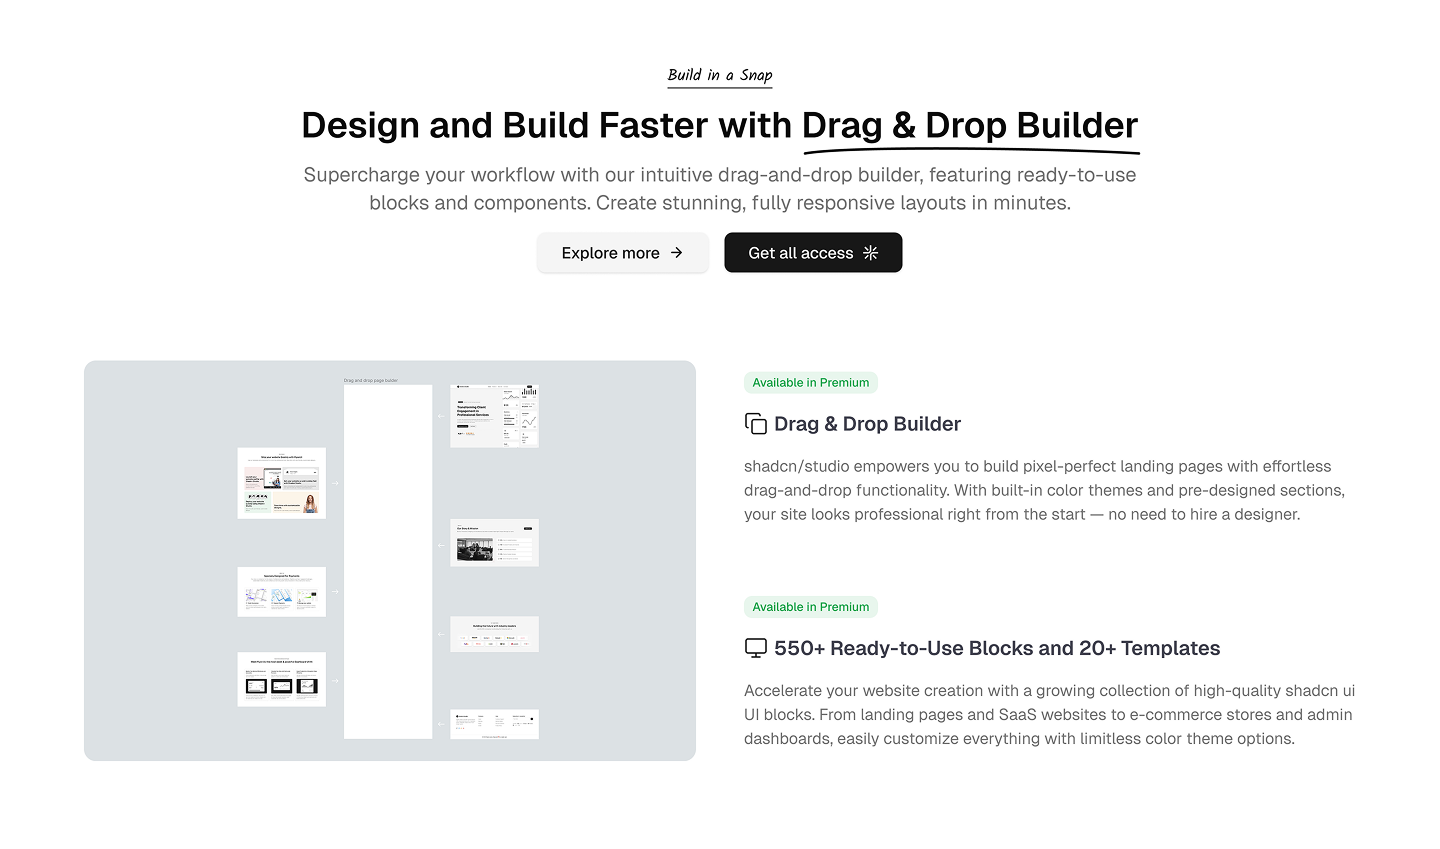 Build in a Snap
Design and Build Faster with Drag & Drop Builder
Supercharge your workflow with our intuitive drag-and-drop builder, featuring ready-to-use
blocks and components. Create stunning, fully responsive layouts in minutes.
Explore more
Get all access
Drag and drop page builder
Transforming Client
Engagement in
Professional Services
Available in Premium
Drag & Drop Builder
shadcn/studio empowers you to build pixel-perfect landing pages with effortless
drag-and-drop functionality. With built-in color themes and pre-designed sections,
your site looks professional right from the start — no need to hire a designer.
Available in Premium
550+ Ready-to-Use Blocks and 20+ Templates
Accelerate your website creation with a growing collection of high-quality shadcn ui
UI blocks. From landing pages and SaaS websites to e-commerce stores and admin
dashboards, easily customize everything with limitless color theme options.